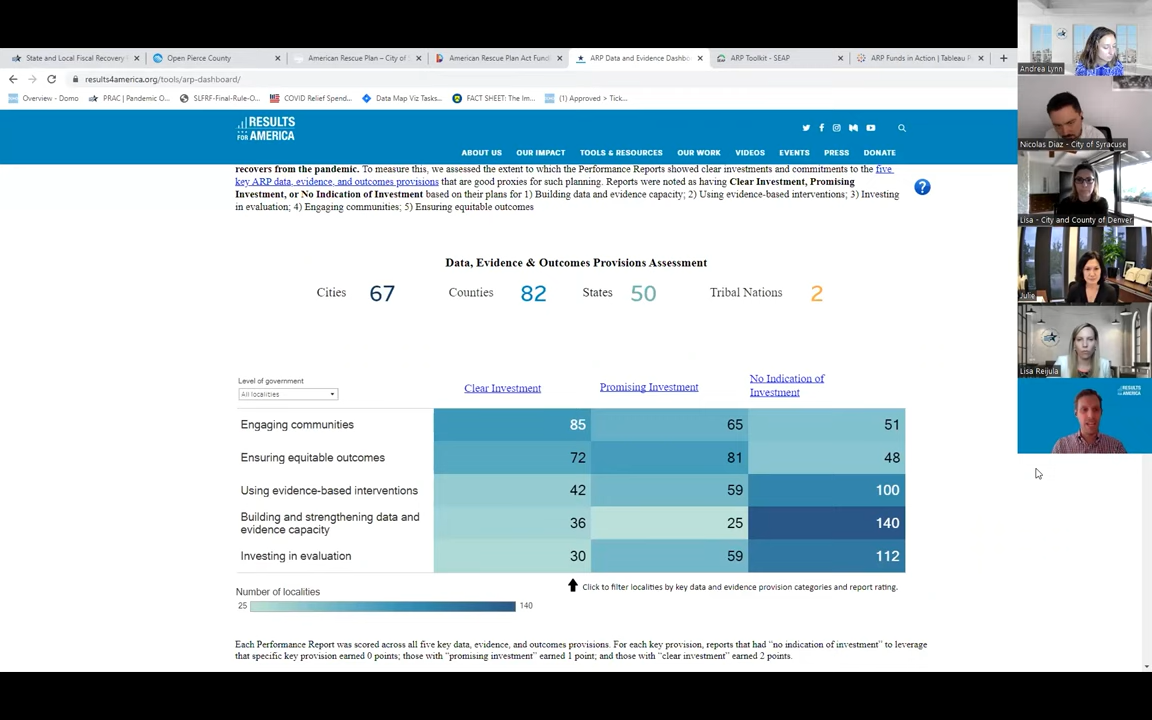 State and Local Fiscal Recovery
Open Pierce County
American Rescue Plan – City of
American Rescue Plan Act Fund
ARP Data and Evidence Dashbo
ARP Toolkit - SEAP
ARP Funds in Action | Tableau
results4america.org/tools/arp-dashboard/
Overview - Domo
PRAC | Pandemic O...
SLFRF-Final-Rule-O...
COVID Relief Spend...
Data Map Viz Tasks...
FACT SHEET: The Im...
(1) Approved > Tick...
RESULTS
FOR AMERICA
ABOUT US
OUR IMPACT
TOOLS & RESOURCES
OUR WORK
VIDEOS
EVENTS
PRESS
DONATE
recovers from the pandemic. To measure this, we assessed the extent to which the Performance Reports showed clear investments and commitments to the five
key ARP data, evidence, and outcomes provisions that are good proxies for such planning. Reports were noted as having Clear Investment, Promising
Investment, or No Indication of Investment based on their plans for 1) Building data and evidence capacity; 2) Using evidence-based interventions; 3) Investing
in evaluation; 4) Engaging communities; 5) Ensuring equitable outcomes
?
Data, Evidence & Outcomes Provisions Assessment
Cities 67 Counties 82 States 50 Tribal Nations 2
Level of government
All localities
Clear Investment
Promising Investment
No Indication of
Investment
Engaging communities 85 65 51
Ensuring equitable outcomes 72 81 48
Using evidence-based interventions 42 59 100
Building and strengthening data and
evidence capacity 36 25 140
Investing in evaluation 30 59 112
Click to filter localities by key data and evidence provision categories and report rating.
Number of localities
25 140
Each Performance Report was scored across all five key data, evidence, and outcomes provisions. For each key provision, reports that had “no indication of investment” to leverage
that specific key provision earned 0 points; those with “promising investment” earned 1 point; and those with “clear investment” earned 2 points.
Andrea Lynn
Nicolas Diaz - City of Syracuse
Lisa - City and County of Denver
Julie
Lisa Reijula
RESULTS
FOR AMERICA